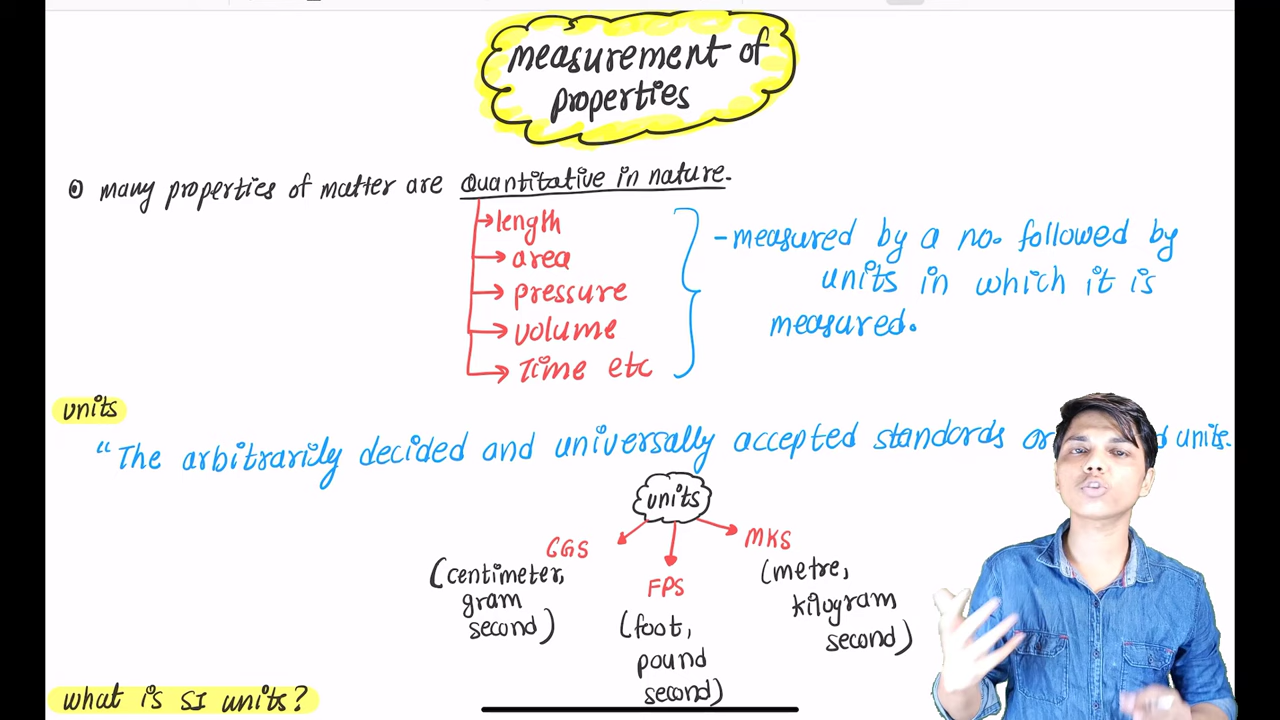 measurement of
properties
many properties of matter are Quantitative in nature.
length
area
pressure
volume
Time etc
- measured by a no. followed by
units in which it is
measured.
units
"The arbitrarily decided and universally accepted standards units.
units
CGS
(centimeter,
gram
second)
FPS
(foot,
pound
second)
MKS
(metre,
kilogram
second)
what is SI units?